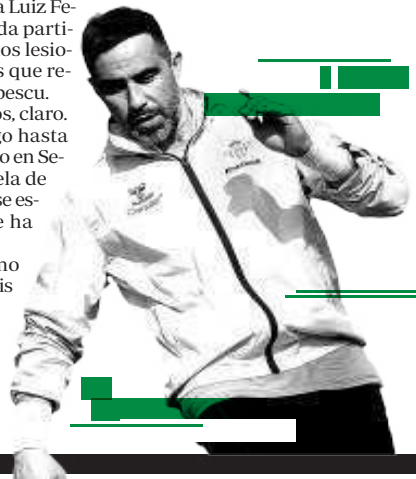 a Luiz Fe-
da parti-
os lesio-
s que re-
pescu.
os, claro.
go hasta
o en Se-
ela de
se es-
e ha
no
is